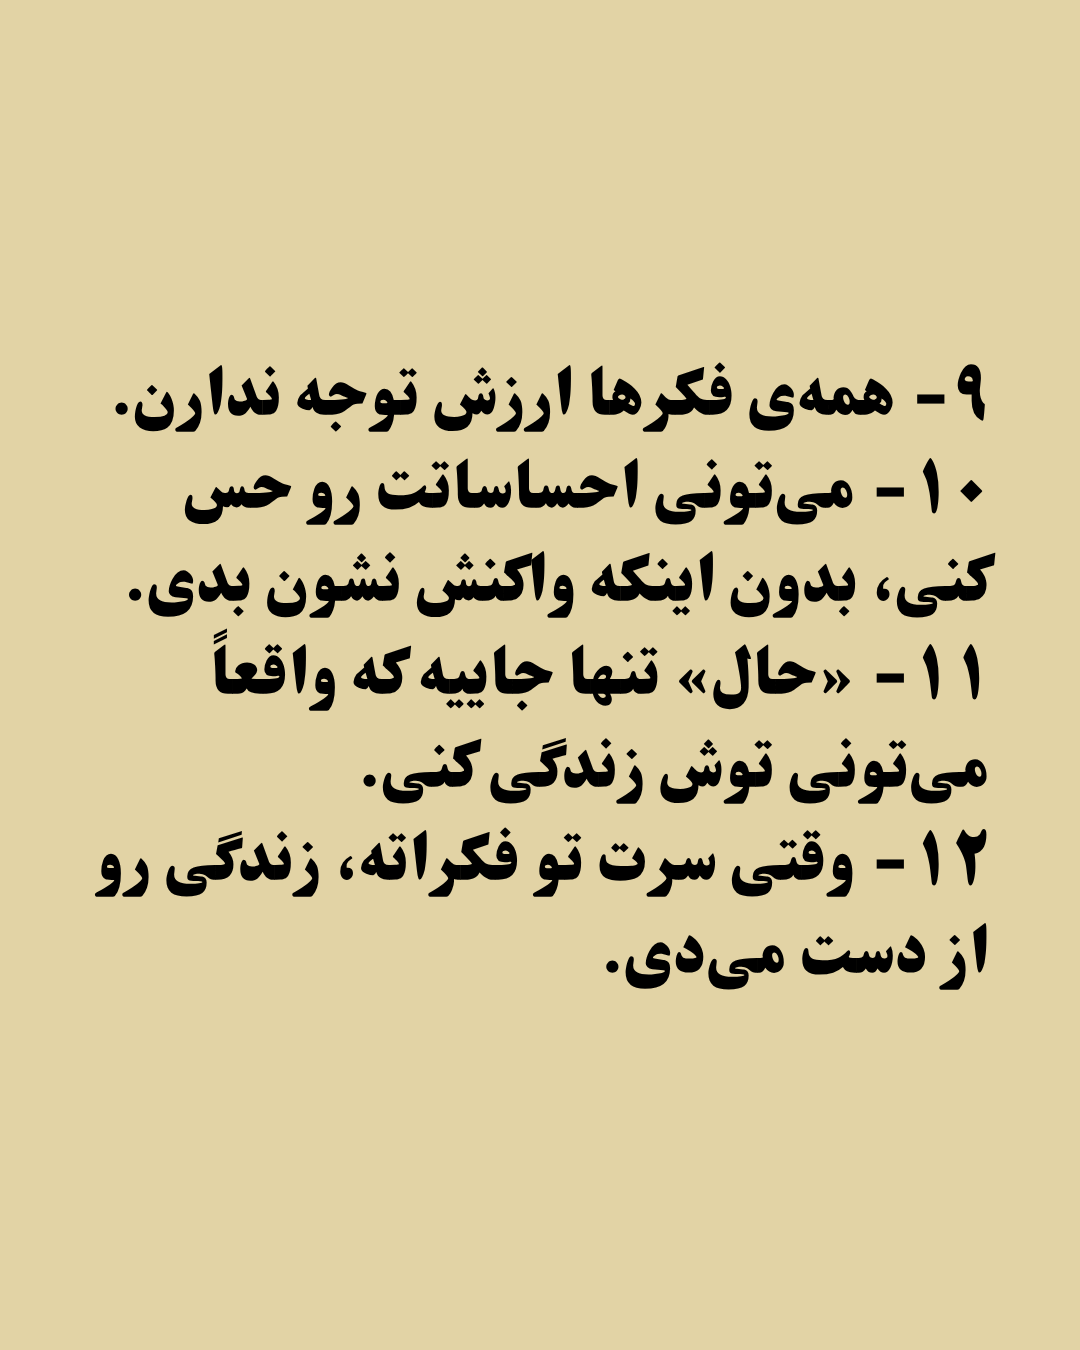 ۹- همه‌ی فکرها ارزش توجه ندارن.
۱۰- می‌تونی احساساتت رو حس
کنی، بدون اینکه واکنش نشون بدی.
۱۱- «حال» تنها جاییه که واقعاً
می‌تونی توش زندگی کنی.
۱۲- وقتی سرت تو فکراته، زندگی رو
از دست می‌دی.